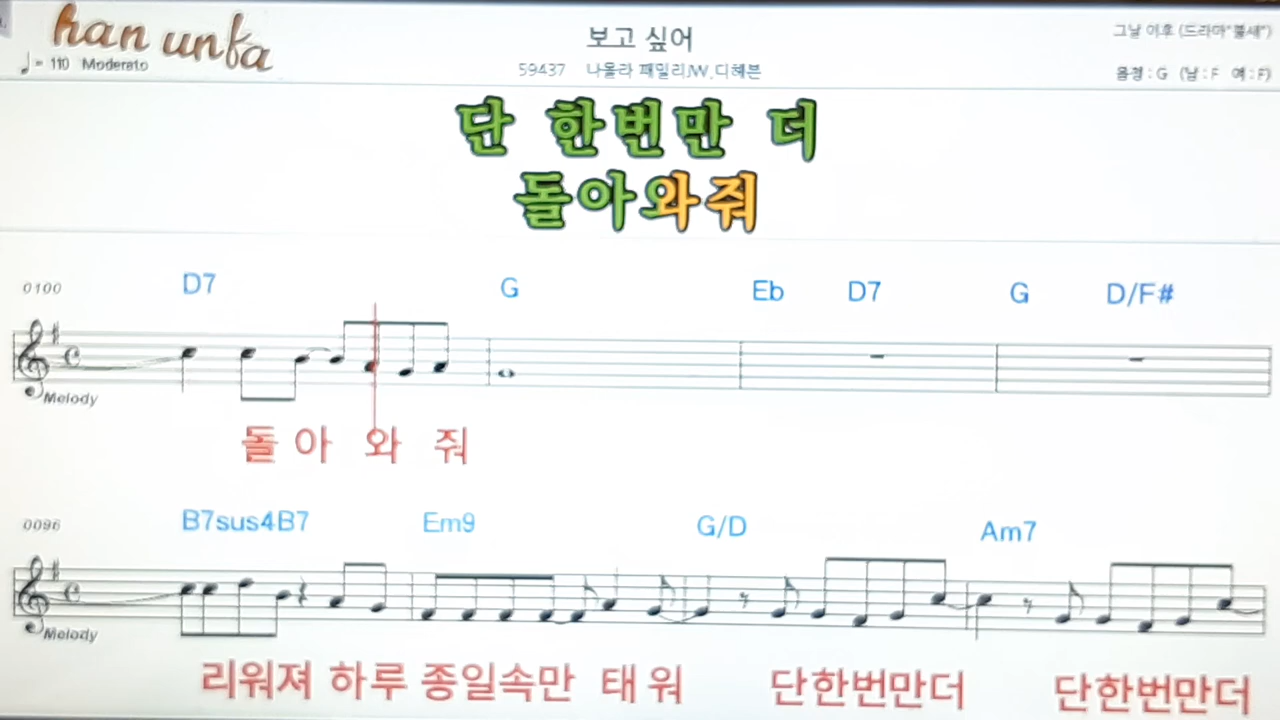 han unfa
♩= 110 Moderato
보고 싶어
59437 나몰라 패밀리,W,디헤븐
그날 이후 (드라마"불새")
음정 : G (남 : F 여 : F)
단 한번만 더
돌아와줘
0100 D7 G Eb D7 G D/F#
Melody
돌 아 와 줘
0096 B7sus4B7 Em9 G/D Am7
Melody
리워져 하루 종일속만 태 워 단한번만더 단한번만더